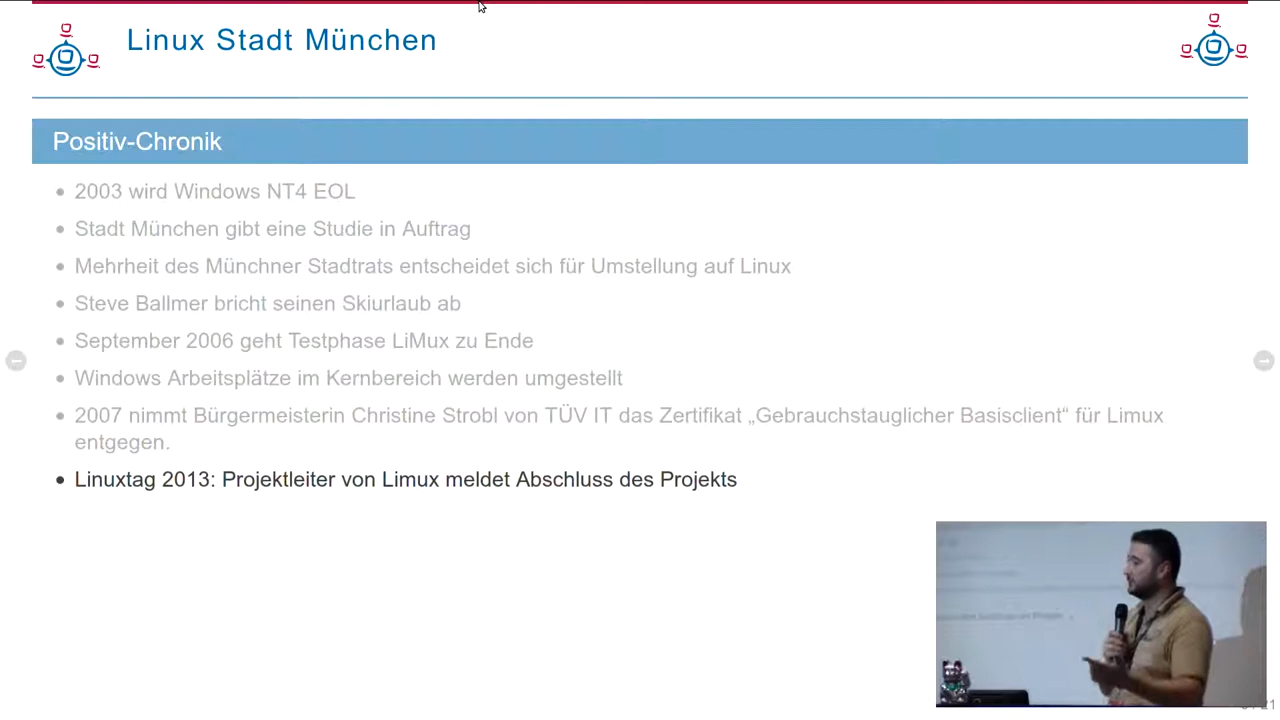 Linux Stadt München
Positiv-Chronik
2003 wird Windows NT4 EOL
Stadt München gibt eine Studie in Auftrag
Mehrheit des Münchner Stadtrats entscheidet sich für Umstellung auf Linux
Steve Ballmer bricht seinen Skiurlaub ab
September 2006 geht Testphase LiMux zu Ende
Windows Arbeitsplätze im Kernbereich werden umgestellt
2007 nimmt Bürgermeisterin Christine Strobl von TÜV IT das Zertifikat „Gebrauchstauglicher Basisclient“ für Limux
entgegen.
Linuxtag 2013: Projektleiter von Limux meldet Abschluss des Projekts